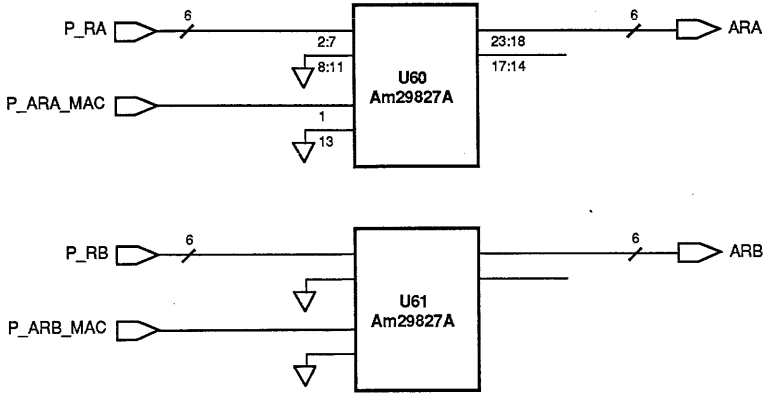 P_RA
6
6
ARA
2:7
23:18
8:11
17:14
U60
Am29827A
P_ARA_MAC
1
13
P_RB
6
6
ARB
U61
Am29827A
P_ARB_MAC